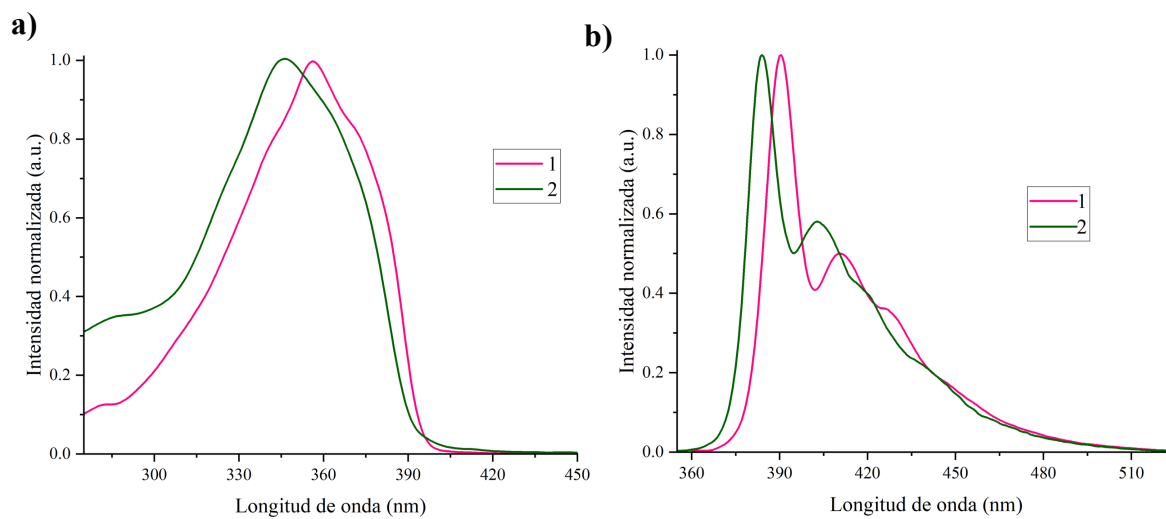 a)
Intensidad normalizada (a.u.)
1.0
0.8
0.6
0.4
0.2
0.0
1
2
300 330 360 390 420 450
Longitud de onda (nm)
b)
Intensidad normalizada (a.u.)
1.0
0.8
0.6
0.4
0.2
0.0
1
2
360 390 420 450 480 510
Longitud de onda (nm)